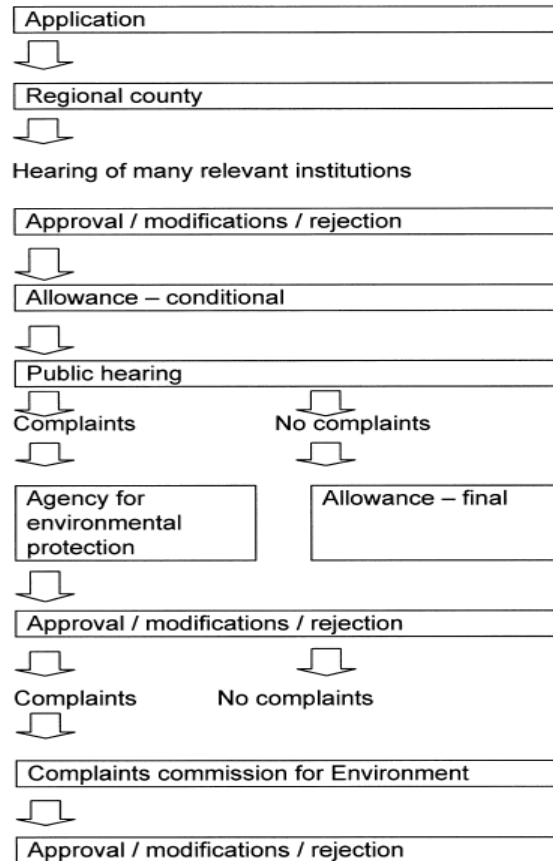 Application
Regional county
Hearing of many relevant institutions
Approval / modifications / rejection
Allowance – conditional
Public hearing
Complaints
No complaints
Agency for
environmental
protection
Allowance – final
Approval / modifications / rejection
Complaints
No complaints
Complaints commission for Environment
Approval / modifications / rejection